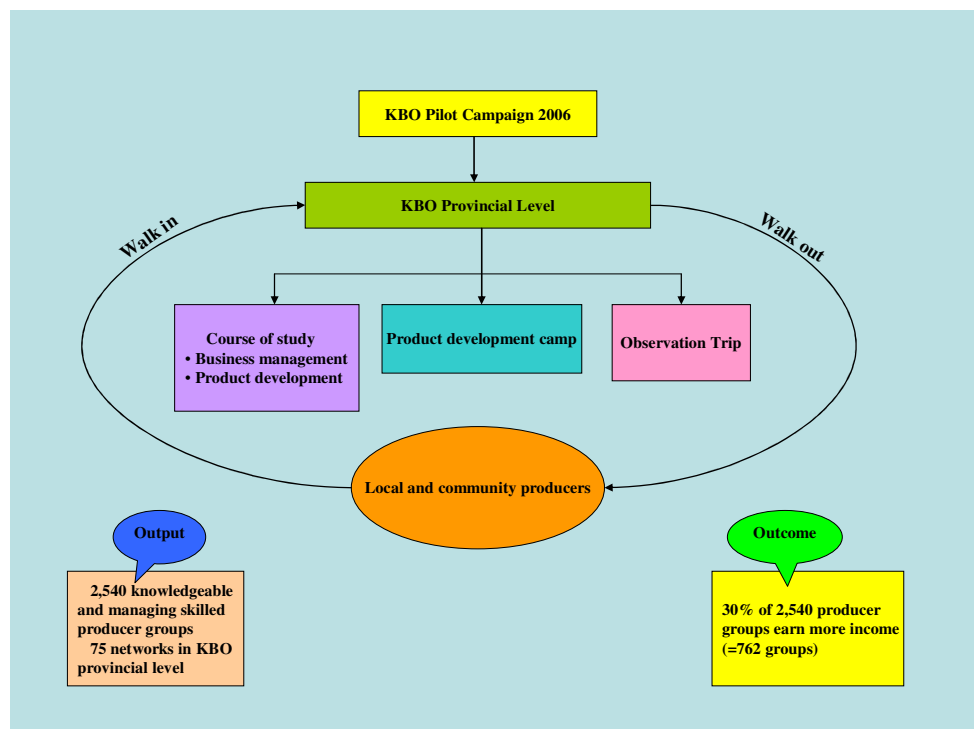 KBO Pilot Campaign 2006
KBO Provincial Level
Walk in
Walk out
Course of study
• Business management
• Product development
Product development camp
Observation Trip
Local and community producers
Output
2,540 knowledgeable
and managing skilled
producer groups
75 networks in KBO
provincial level
Outcome
30% of 2,540 producer
groups earn more income
(=762 groups)